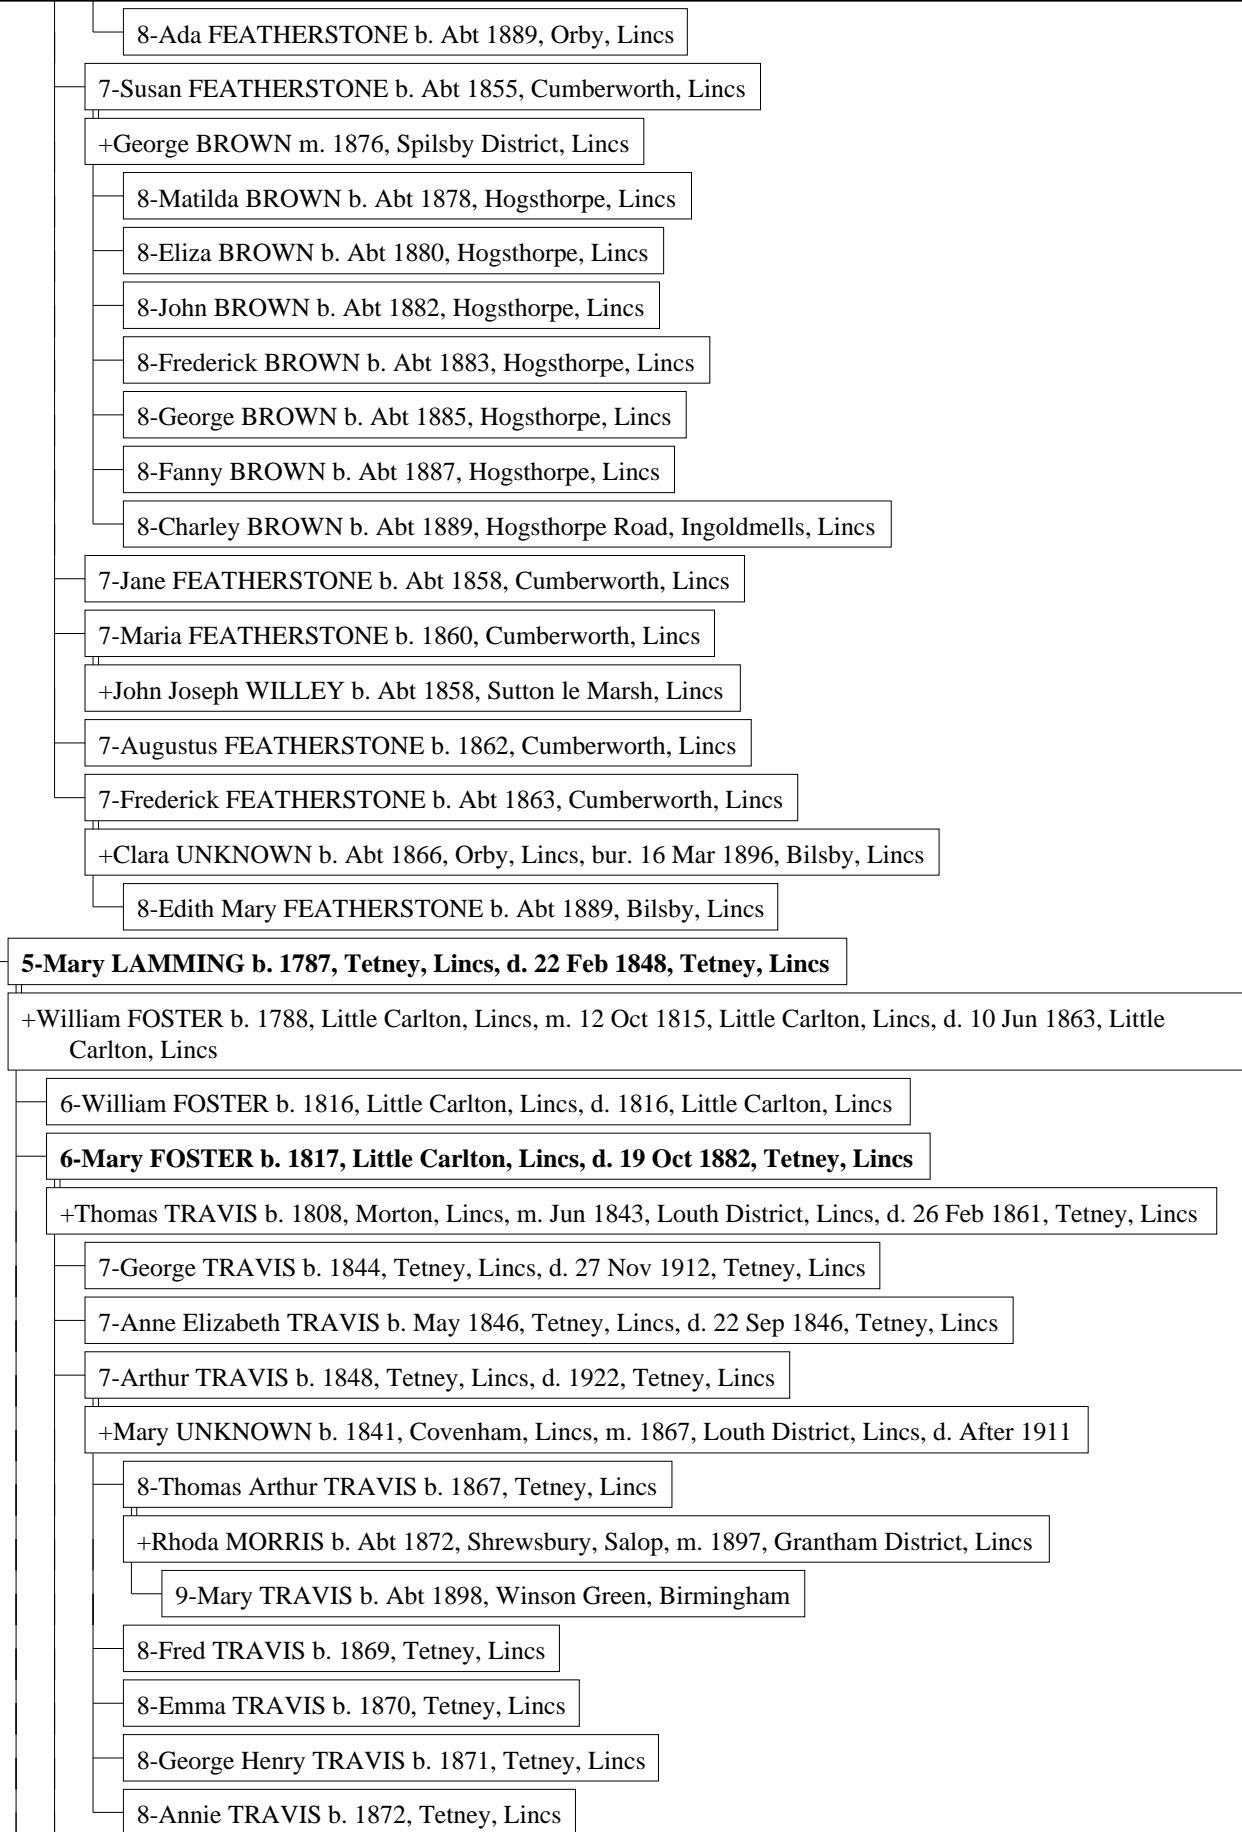 8-Ada FEATHERSTONE b. Abt 1889, Orby, Lincs
7-Susan FEATHERSTONE b. Abt 1855, Cumberworth, Lincs
+George BROWN m. 1876, Spilsby District, Lincs
8-Matilda BROWN b. Abt 1878, Hogsthorpe, Lincs
8-Eliza BROWN b. Abt 1880, Hogsthorpe, Lincs
8-John BROWN b. Abt 1882, Hogsthorpe, Lincs
8-Frederick BROWN b. Abt 1883, Hogsthorpe, Lincs
8-George BROWN b. Abt 1885, Hogsthorpe, Lincs
8-Fanny BROWN b. Abt 1887, Hogsthorpe, Lincs
8-Charley BROWN b. Abt 1889, Hogsthorpe Road, Ingoldmells, Lincs
7-Jane FEATHERSTONE b. Abt 1858, Cumberworth, Lincs
7-Maria FEATHERSTONE b. 1860, Cumberworth, Lincs
+John Joseph WILLEY b. Abt 1858, Sutton le Marsh, Lincs
7-Augustus FEATHERSTONE b. 1862, Cumberworth, Lincs
7-Frederick FEATHERSTONE b. Abt 1863, Cumberworth, Lincs
+Clara UNKNOWN b. Abt 1866, Orby, Lincs, bur. 16 Mar 1896, Bilsby, Lincs
8-Edith Mary FEATHERSTONE b. Abt 1889, Bilsby, Lincs
5-Mary LAMMING b. 1787, Tetney, Lincs, d. 22 Feb 1848, Tetney, Lincs
+William FOSTER b. 1788, Little Carlton, Lincs, m. 12 Oct 1815, Little Carlton, Lincs, d. 10 Jun 1863, Little
Carlton, Lincs
6-William FOSTER b. 1816, Little Carlton, Lincs, d. 1816, Little Carlton, Lincs
6-Mary FOSTER b. 1817, Little Carlton, Lincs, d. 19 Oct 1882, Tetney, Lincs
+Thomas TRAVIS b. 1808, Morton, Lincs, m. Jun 1843, Louth District, Lincs, d. 26 Feb 1861, Tetney, Lincs
7-George TRAVIS b. 1844, Tetney, Lincs, d. 27 Nov 1912, Tetney, Lincs
7-Anne Elizabeth TRAVIS b. May 1846, Tetney, Lincs, d. 22 Sep 1846, Tetney, Lincs
7-Arthur TRAVIS b. 1848, Tetney, Lincs, d. 1922, Tetney, Lincs
+Mary UNKNOWN b. 1841, Covenham, Lincs, m. 1867, Louth District, Lincs, d. After 1911
8-Thomas Arthur TRAVIS b. 1867, Tetney, Lincs
+Rhoda MORRIS b. Abt 1872, Shrewsbury, Salop, m. 1897, Grantham District, Lincs
9-Mary TRAVIS b. Abt 1898, Winson Green, Birmingham
8-Fred TRAVIS b. 1869, Tetney, Lincs
8-Emma TRAVIS b. 1870, Tetney, Lincs
8-George Henry TRAVIS b. 1871, Tetney, Lincs
8-Annie TRAVIS b. 1872, Tetney, Lincs